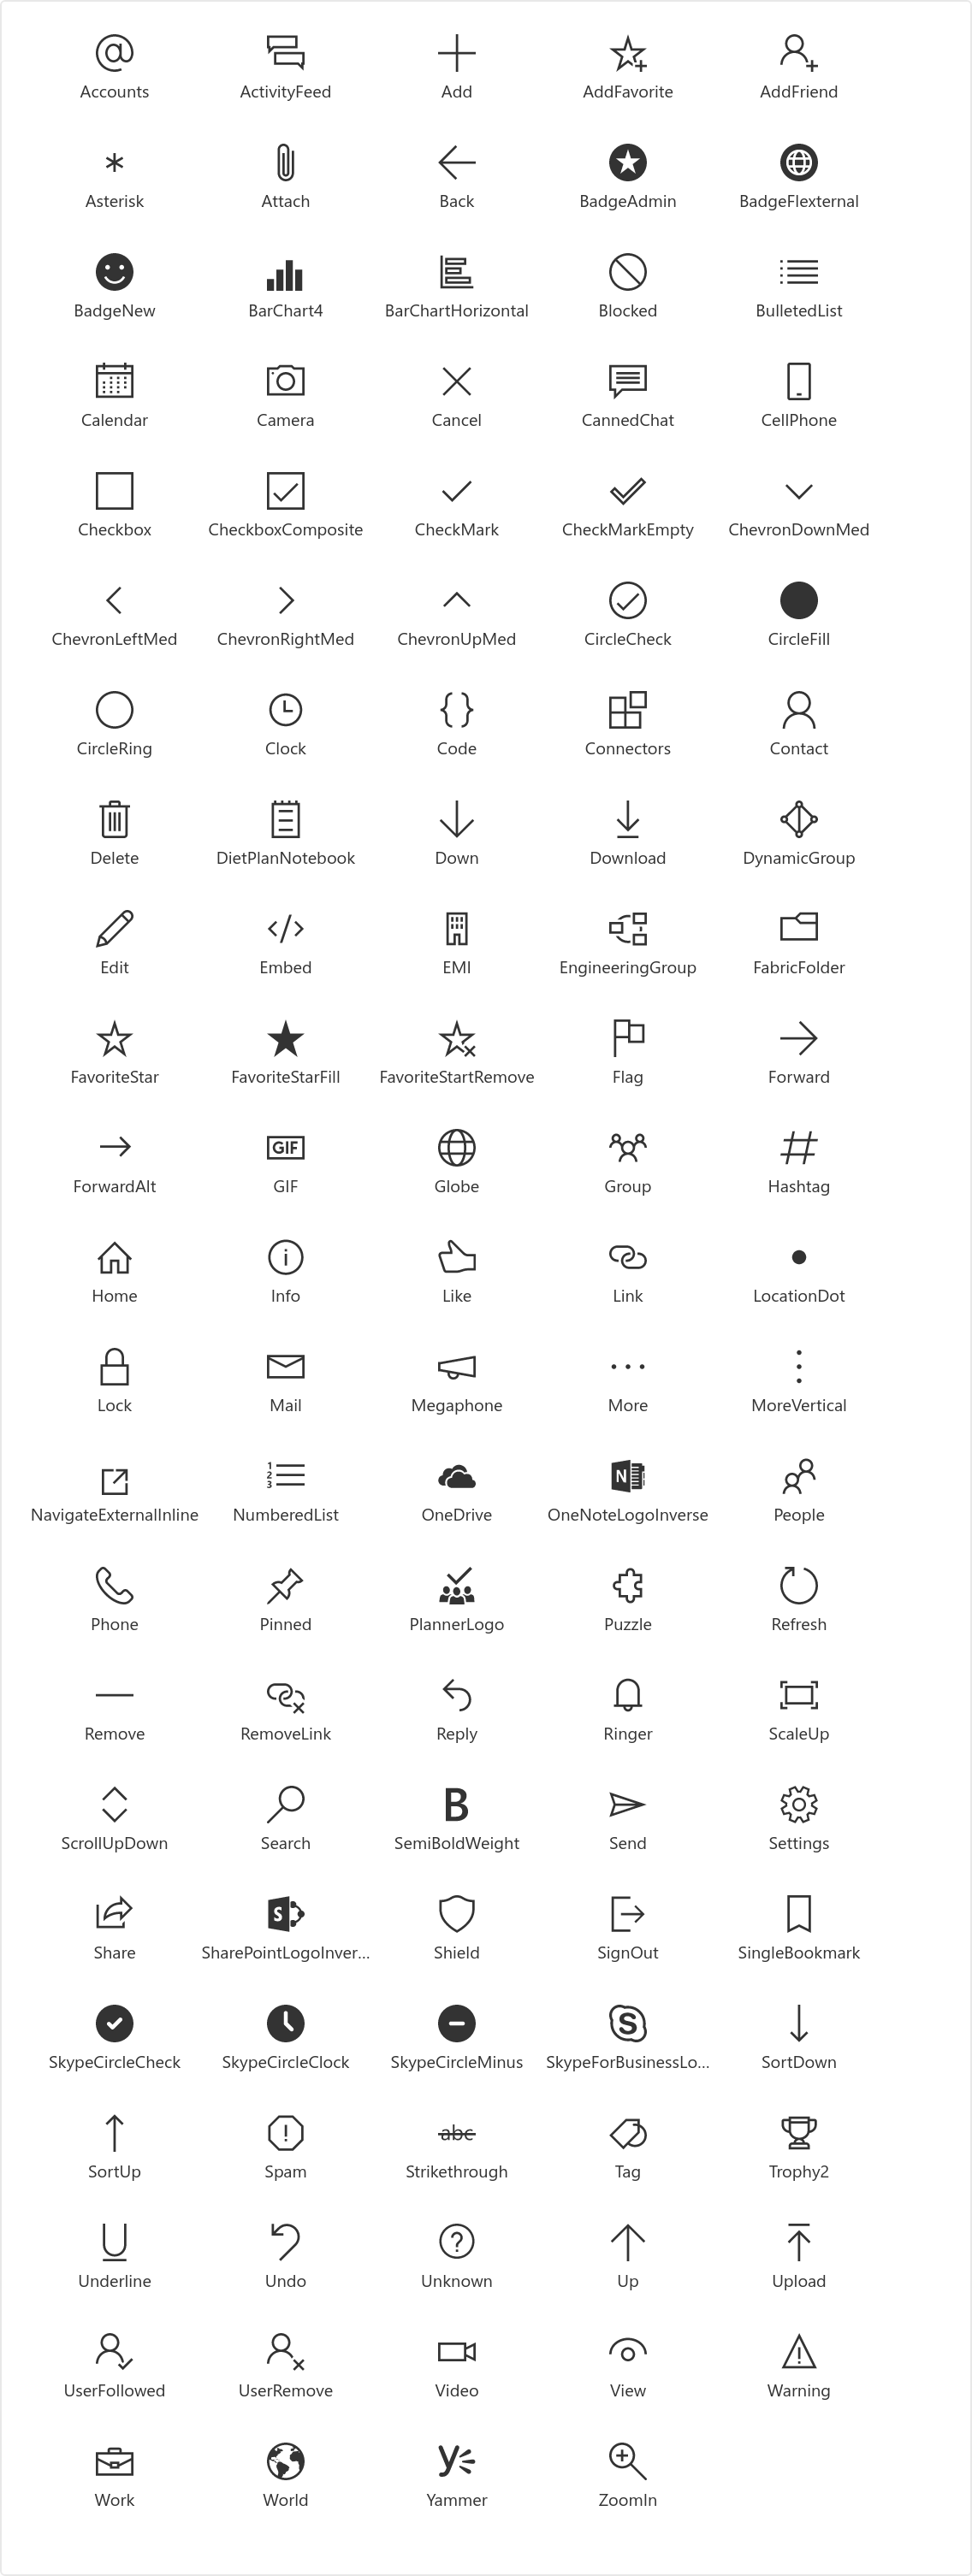 Accounts ActivityFeed Add AddFavorite AddFriend
Asterisk Attach Back BadgeAdmin BadgeFlexternal
BadgeNew BarChart4 BarChartHorizontal Blocked BulletedList
Calendar Camera Cancel CannedChat CellPhone
Checkbox CheckboxComposite CheckMark CheckMarkEmpty ChevronDownMed
ChevronLeftMed ChevronRightMed ChevronUpMed CircleCheck CircleFill
CircleRing Clock Code Connectors Contact
Delete DietPlanNotebook Down Download DynamicGroup
Edit Embed EMI EngineeringGroup FabricFolder
FavoriteStar FavoriteStarFill FavoriteStartRemove Flag Forward
GIF
ForwardAlt GIF Globe Group Hashtag
Home Info Like Link LocationDot
Lock Mail Megaphone More MoreVertical
1
2
3
N
NavigateExternalInline NumberedList OneDrive OneNoteLogoInverse People
Phone Pinned PlannerLogo Puzzle Refresh
Remove RemoveLink Reply Ringer ScaleUp
B
ScrollUpDown Search SemiBoldWeight Send Settings
S
Share SharePointLogoInver... Shield SignOut SingleBookmark
S
SkypeCircleCheck SkypeCircleClock SkypeCircleMinus SkypeForBusinessLo... SortDown
abc
SortUp Spam Strikethrough Tag Trophy2
Underline Undo Unknown Up Upload
UserFollowed UserRemove Video View Warning
Work World Yammer ZoomIn